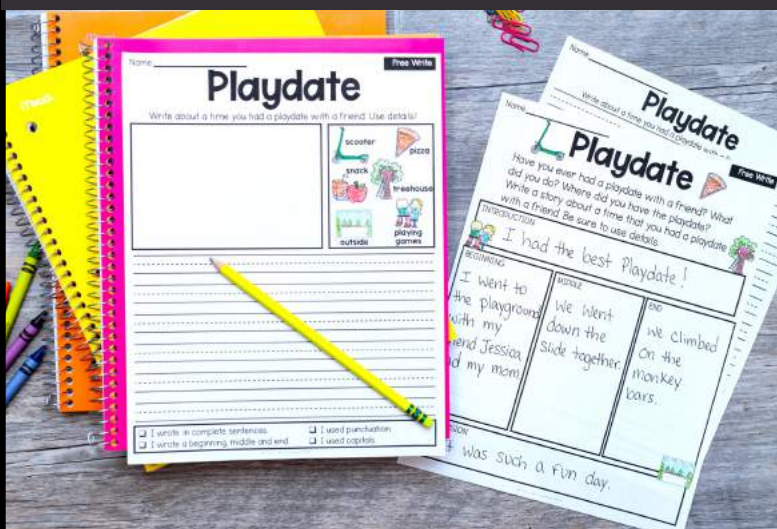 Mead
Name
Free Write
Playdate
Write about a time you had a playdate with a friend. Use details!
scooter
pizza
snack
treehouse
outside
playing
games
I wrote in complete sentences.
I used punctuation.
I wrote a beginning, middle and end.
I used capitals.
Name
Playdate
Write about a time you had a playdate with a
Name
Free Write
Playdate
Have you ever had a playdate with a friend? What
did you do? Where did you have the playdate?
Write a story about a time that you had a playdate
with a friend. Be sure to use details.
INTRODUCTION
I had the best Playdate!
BEGINNING
I went to
the playground
with my
Jessica
my mom
MIDDLE
We went
down the
slide together.
END
We climbed
on the
monkey
bars.
was such a fun day.